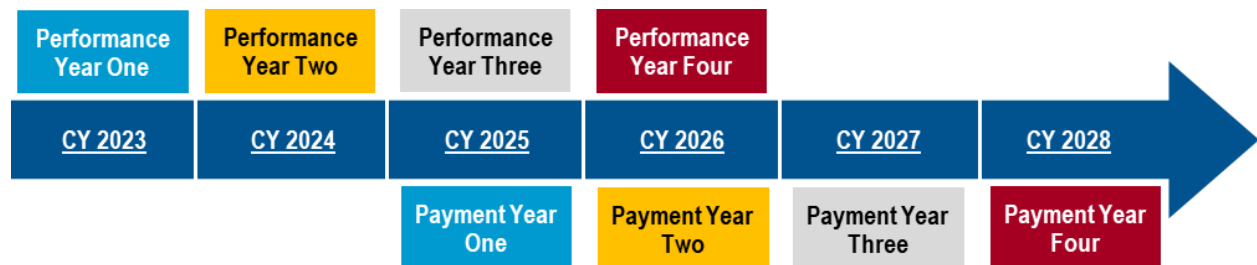 Performance
Year One
Performance
Year Two
Performance
Year Three
Performance
Year Four
CY 2023
CY 2024
CY 2025
CY 2026
CY 2027
CY 2028
Payment Year
One
Payment Year
Two
Payment Year
Three
Payment Year
Four